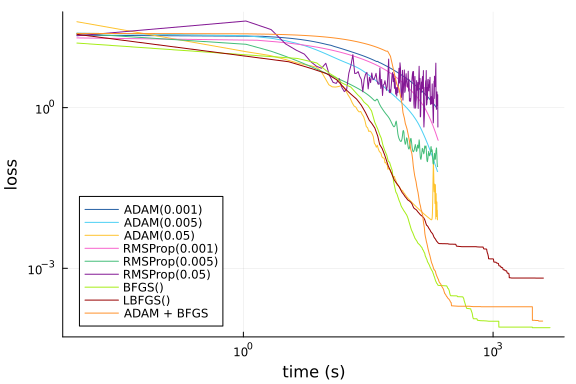 10⁰
10⁻³
loss
ADAM(0.001)
ADAM(0.005)
ADAM(0.05)
RMSProp(0.001)
RMSProp(0.005)
RMSProp(0.05)
BFGS()
LBFGS()
ADAM + BFGS
10⁰
10³
time (s)